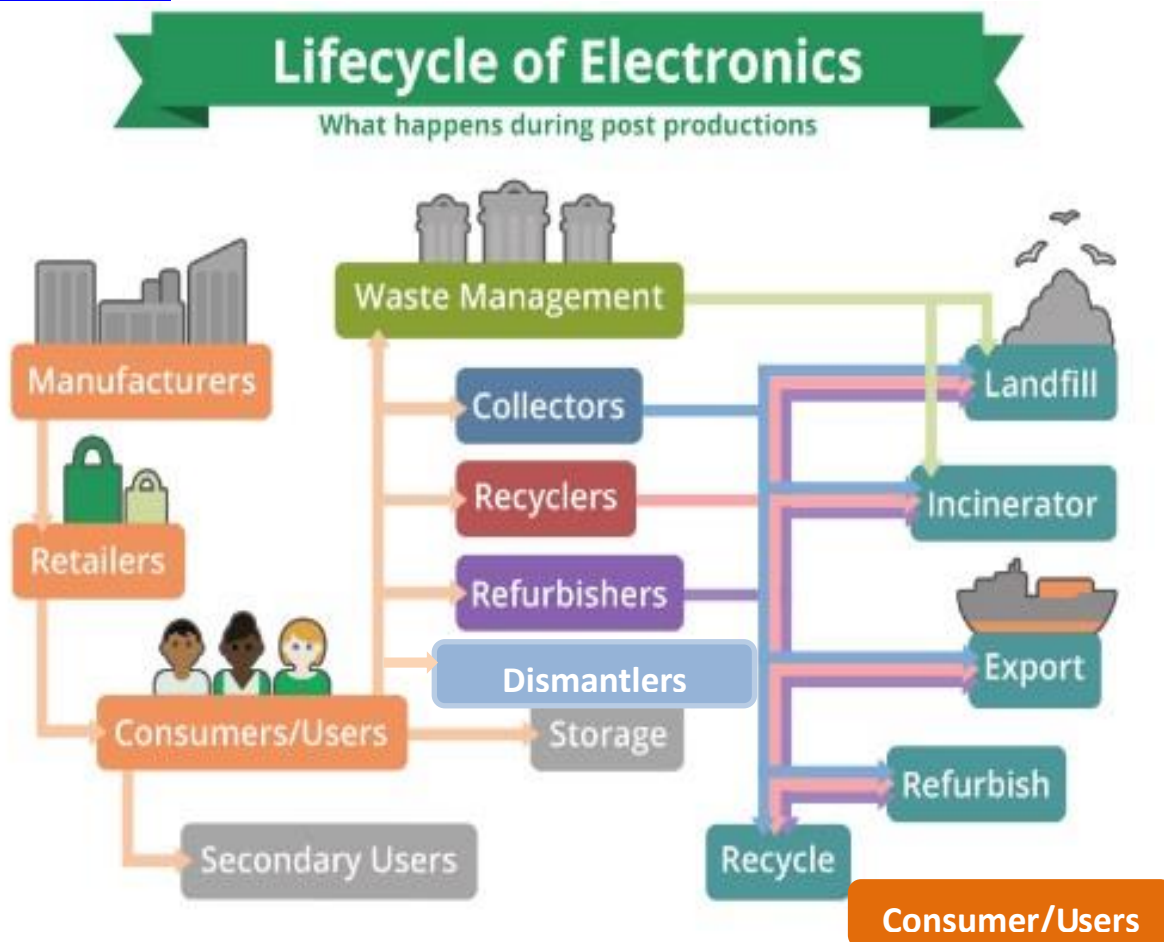 Lifecycle of Electronics
What happens during post productions
Waste Management
Manufacturers
Landfill
Collectors
Recyclers
Incinerator
Retailers
Refurbishers
Export
Dismantlers
Consumers/Users
Storage
Refurbish
Secondary Users
Recycle
Consumer/Users